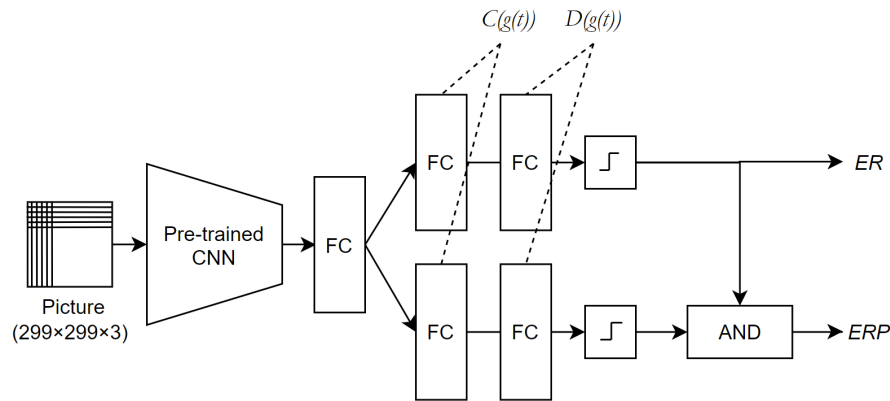 C(g(t)) D(g(t))
FC FC ER
Pre-trained
CNN
FC
Picture
(299×299×3)
FC FC AND ERP